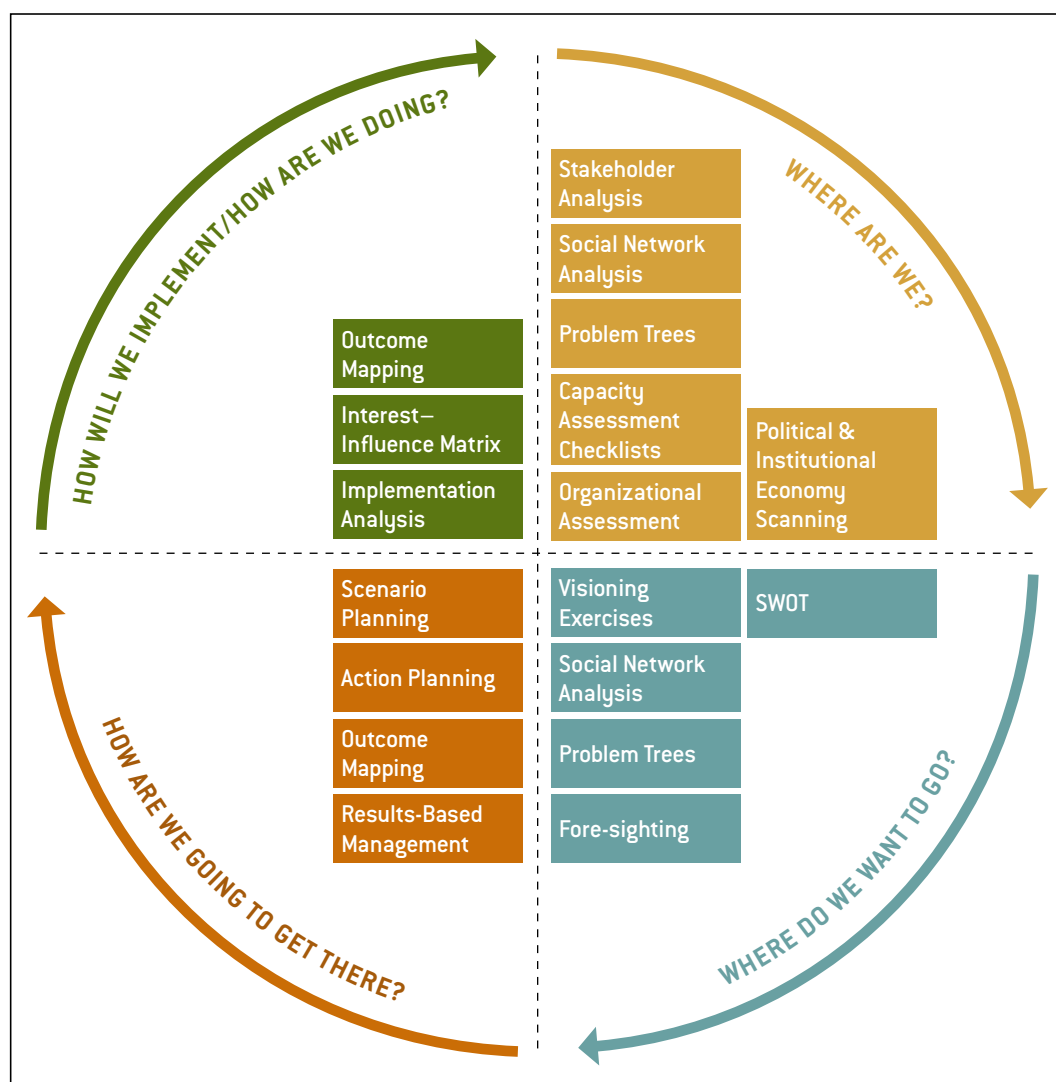 HOW WILL WE IMPLEMENT/HOW ARE WE DOING?
WHERE ARE WE?
Stakeholder
Analysis
Social Network
Analysis
Problem Trees
Capacity
Assessment
Checklists
Organizational
Assessment
Political &
Institutional
Economy
Scanning
Outcome
Mapping
Interest–
Influence Matrix
Implementation
Analysis
Scenario
Planning
Action Planning
Outcome
Mapping
Results-Based
Management
Visioning
Exercises
Social Network
Analysis
Problem Trees
Fore-sighting
SWOT
HOW ARE WE GOING TO GET THERE?
WHERE DO WE WANT TO GO?